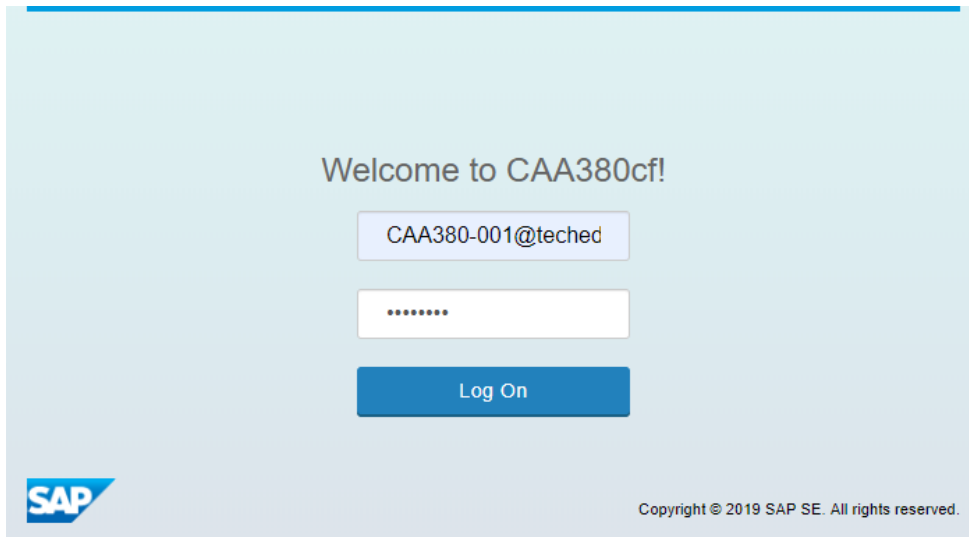 Welcome to CAA380cf!
CAA380-001@teched
••••••••
Log On
SAP
Copyright © 2019 SAP SE. All rights reserved.